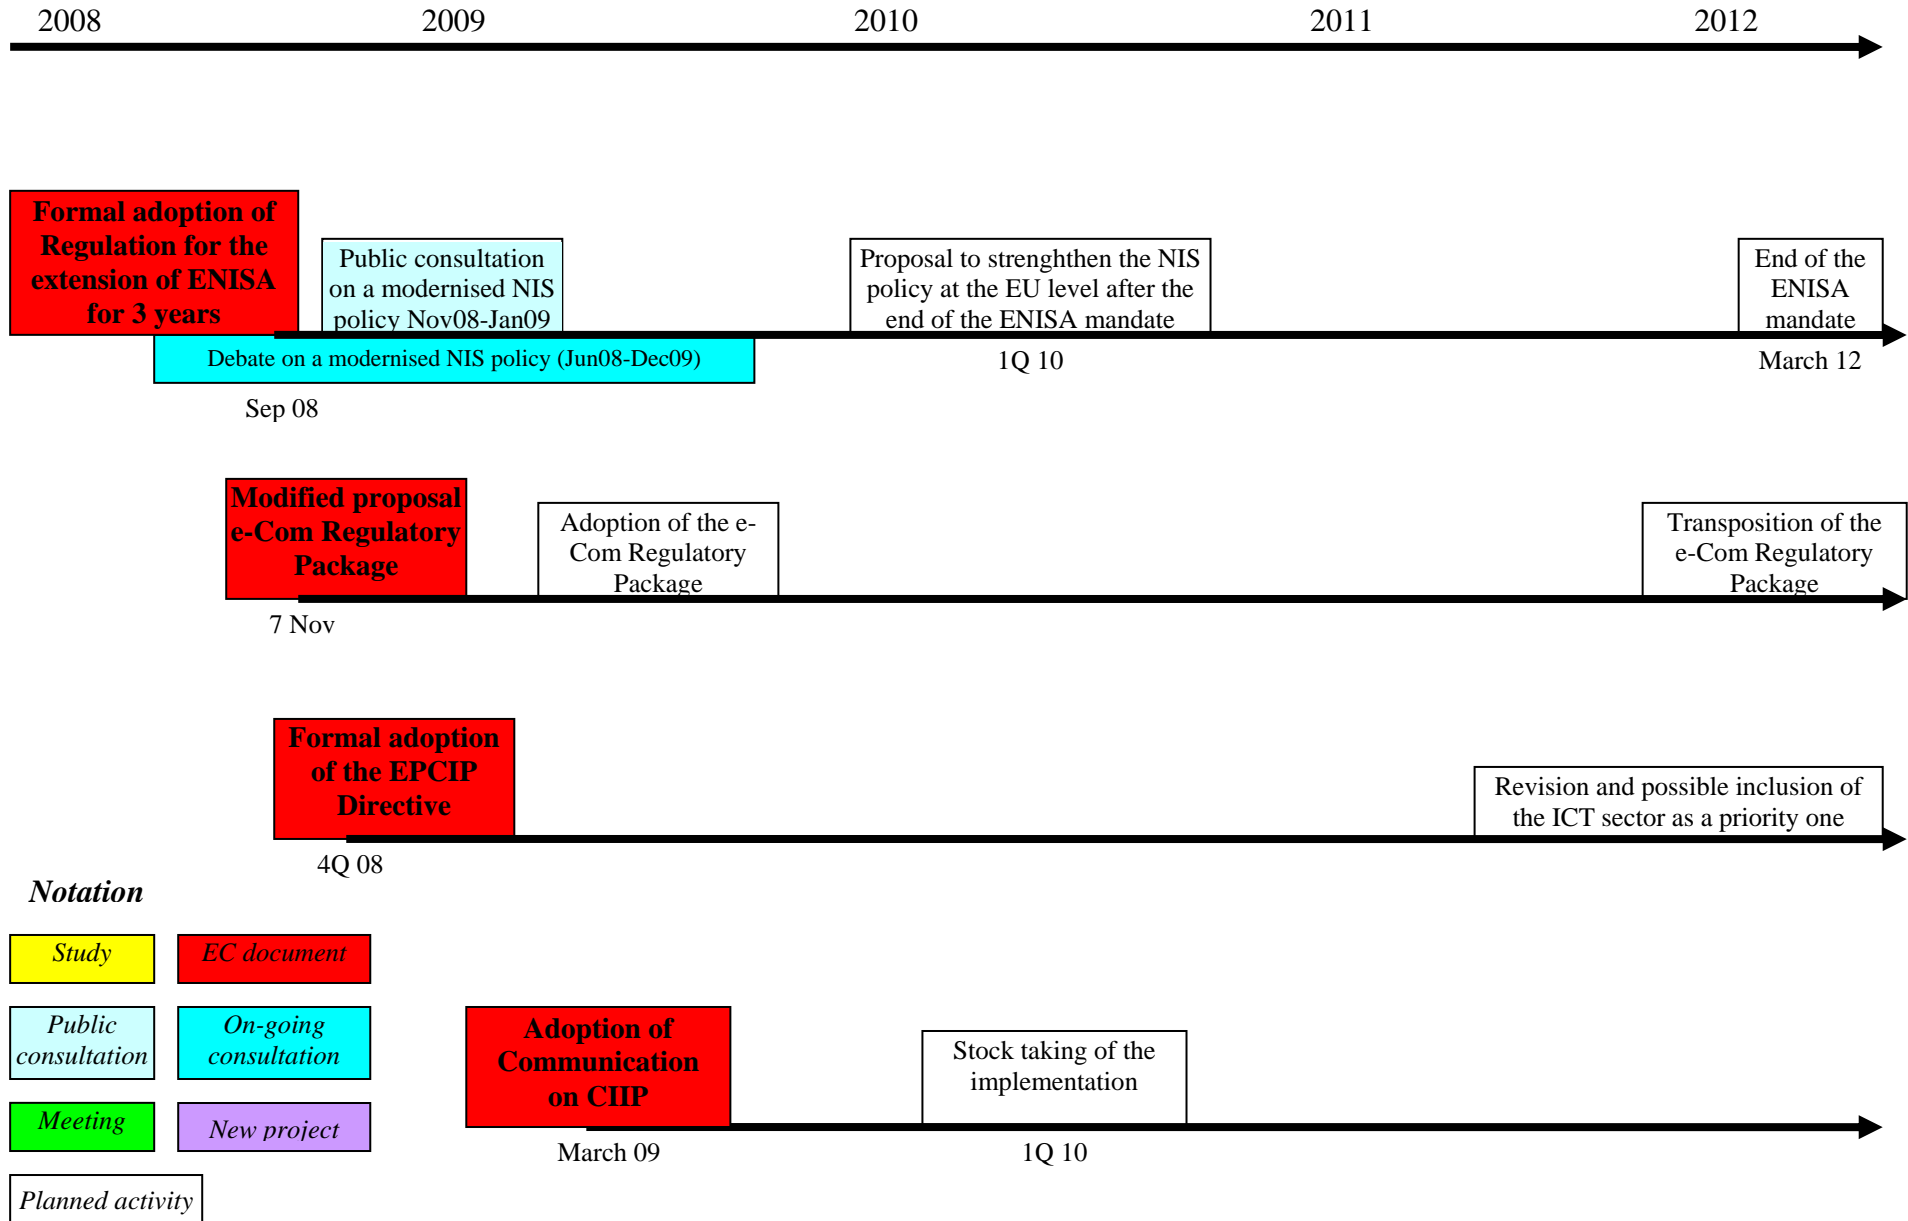 2008 2009 2010 2011 2012
Formal adoption of
Regulation for the
extension of ENISA
for 3 years
Public consultation
on a modernised NIS
policy Nov08-Jan09
Proposal to strenghthen the NIS
policy at the EU level after the
end of the ENISA mandate
End of the
ENISA
mandate
Debate on a modernised NIS policy (Jun08-Dec09)
1Q 10
March 12
Sep 08
Modified proposal
e-Com Regulatory
Package
Adoption of the e-
Com Regulatory
Package
Transposition of the
e-Com Regulatory
Package
7 Nov
Formal adoption
of the EPCIP
Directive
Revision and possible inclusion of
the ICT sector as a priority one
4Q 08
Notation
Study
EC document
Public
consultation
On-going
consultation
Meeting
New project
Planned activity
Adoption of
Communication
on CIIP
Stock taking of the
implementation
March 09
1Q 10